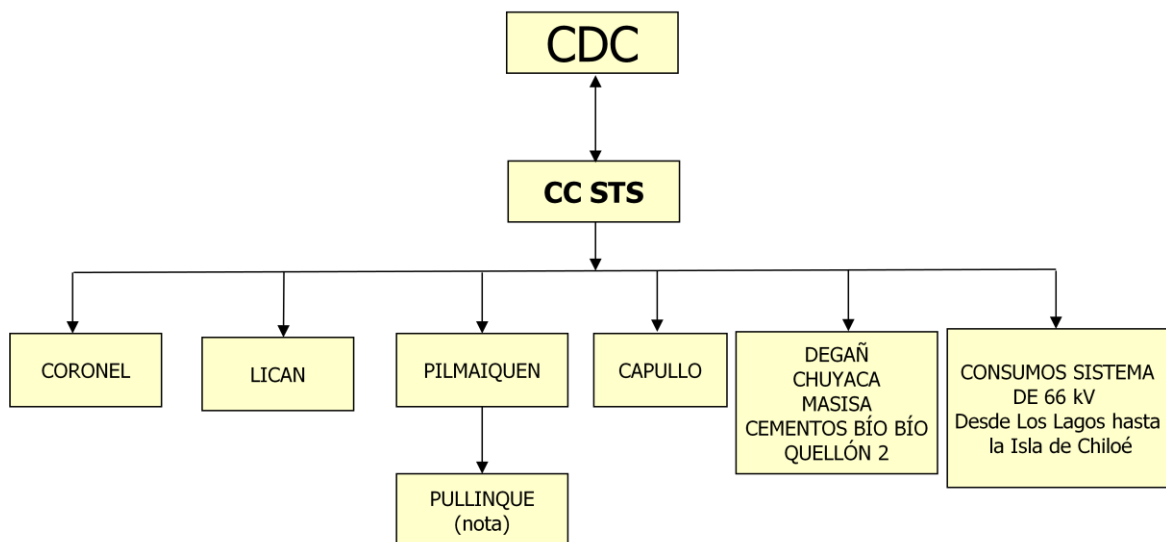 CDC
CC STS
CORONEL
LICAN
PILMAIQUEN
CAPULLO
DEGAÑ
CHUYACA
MASISA
CEMENTOS BÍO BÍO
QUELLÓN 2
CONSUMOS SISTEMA
DE 66 kV
Desde Los Lagos hasta
la Isla de Chiloé
PULLINQUE
(nota)